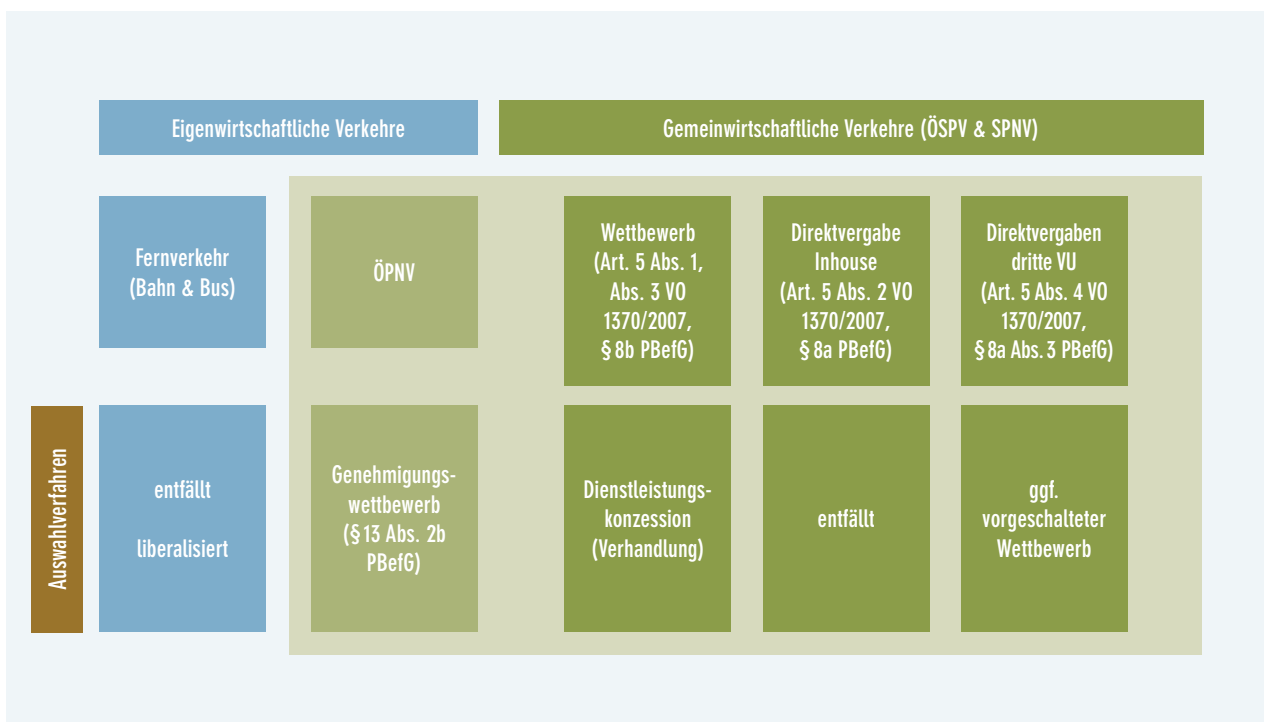 Eigenwirtschaftliche Verkehre
Gemeinwirtschaftliche Verkehre (ÖSPV & SPNV)
Fernverkehr
(Bahn & Bus)
ÖPNV
Wettbewerb
(Art. 5 Abs. 1,
Abs. 3 VO
1370/2007,
§ 8b PBefG)
Direktvergabe
Inhouse
(Art. 5 Abs. 2 VO
1370/2007,
§ 8a PBefG)
Direktvergaben
dritte VU
(Art. 5 Abs. 4 VO
1370/2007,
§ 8a Abs. 3 PBefG)
Auswahlverfahren
entfällt
liberalisiert
Genehmigungs-
wettbewerb
(§ 13 Abs. 2b
PBefG)
Dienstleistungs-
konzession
(Verhandlung)
entfällt
ggf.
vorgeschalteter
Wettbewerb